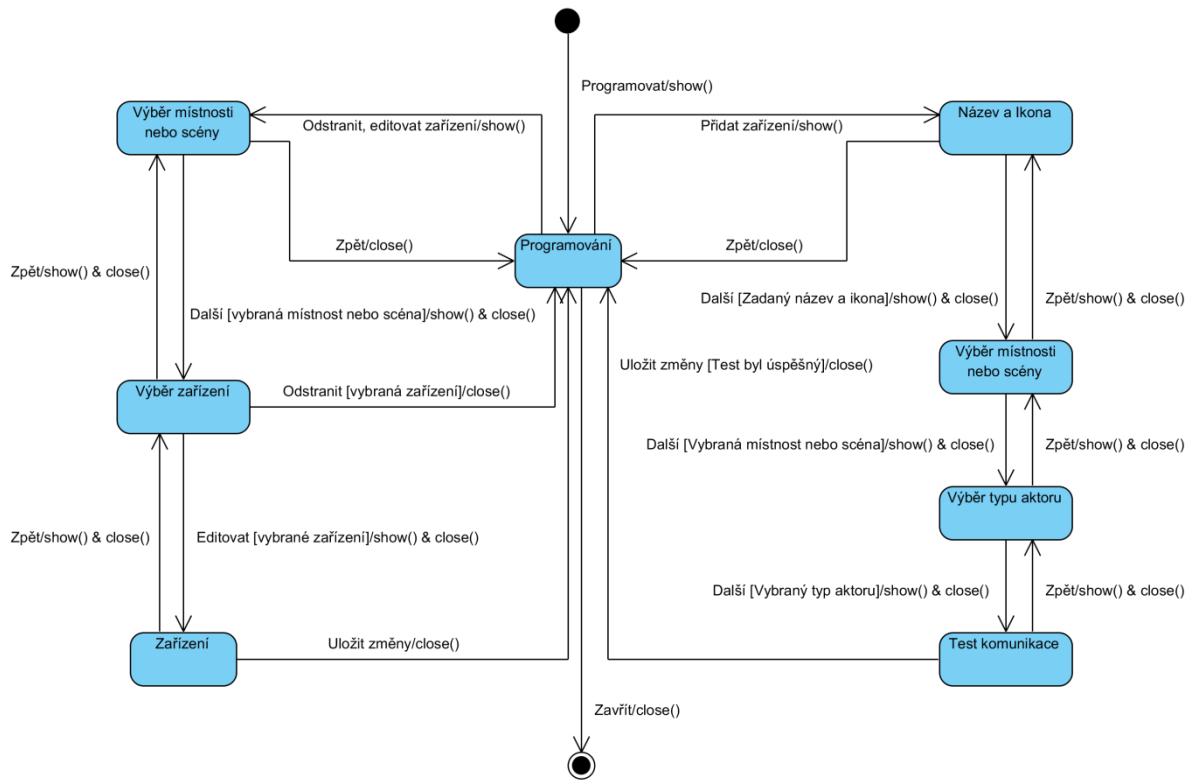 Programovat/show()
Výběr místnosti
nebo scény
Odstranit, editovat zařízení/show()
Přidat zařízení/show()
Název a Ikona
Zpět/close()
Programování
Zpět/close()
Zpět/show() & close()
Další [vybraná místnost nebo scéna]/show() & close()
Další [Zadaný název a ikona]/show() & close()
Zpět/show() & close()
Výběr místnosti
nebo scény
Uložit změny [Test byl úspěšný]/close()
Výběr zařízení
Odstranit [vybraná zařízení]/close()
Další [Vybraná místnost nebo scéna]/show() & close()
Zpět/show() & close()
Výběr typu aktoru
Zpět/show() & close()
Editovat [vybrané zařízení]/show() & close()
Další [Vybraný typ aktoru]/show() & close()
Zpět/show() & close()
Zařízení
Uložit změny/close()
Test komunikace
Zavřít/close()